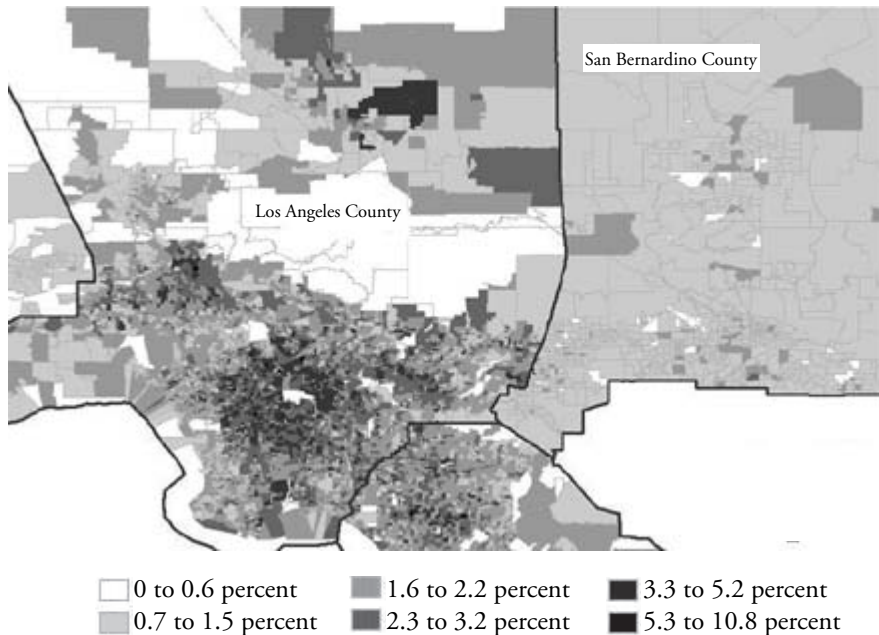 San Bernardino County
Los Angeles County
0 to 0.6 percent 1.6 to 2.2 percent 3.3 to 5.2 percent
0.7 to 1.5 percent 2.3 to 3.2 percent 5.3 to 10.8 percent